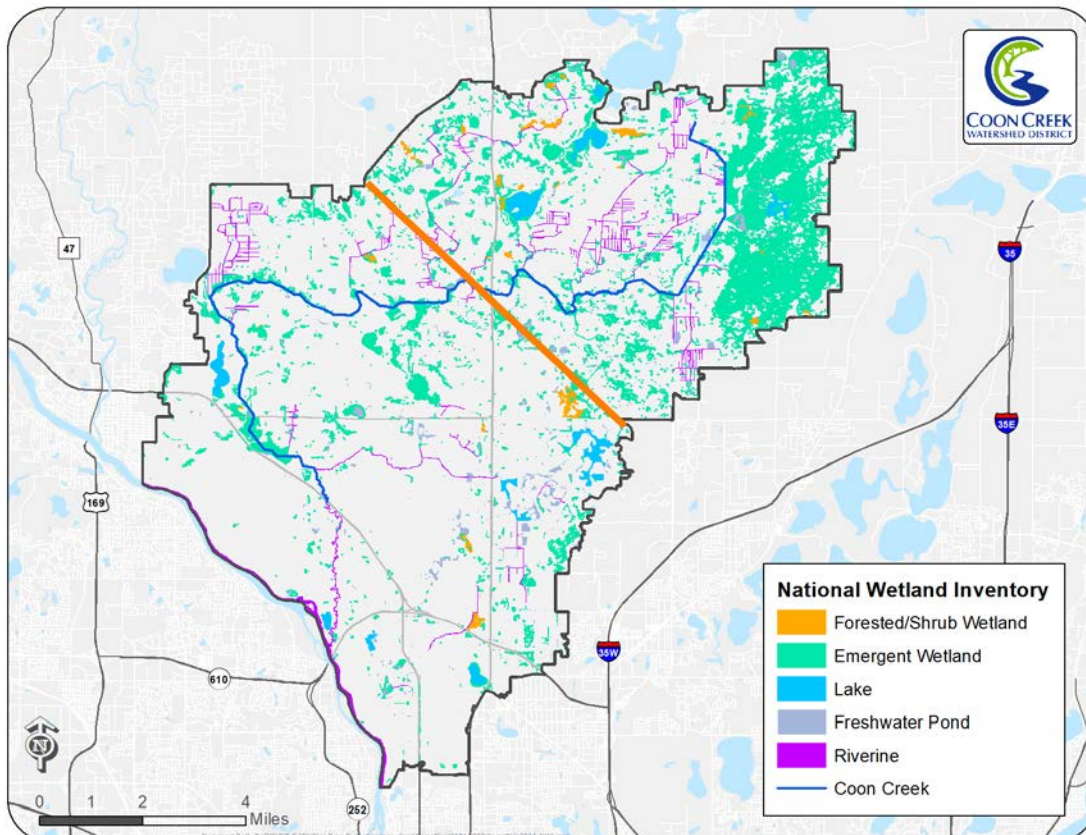 COON CREEK
WATERSHED DISTRICT
47
35
35E
169
National Wetland Inventory
Forested/Shrub Wetland
Emergent Wetland
Lake
Freshwater Pond
Riverine
Coon Creek
35W
610
N
0 1 2 4
Miles
252